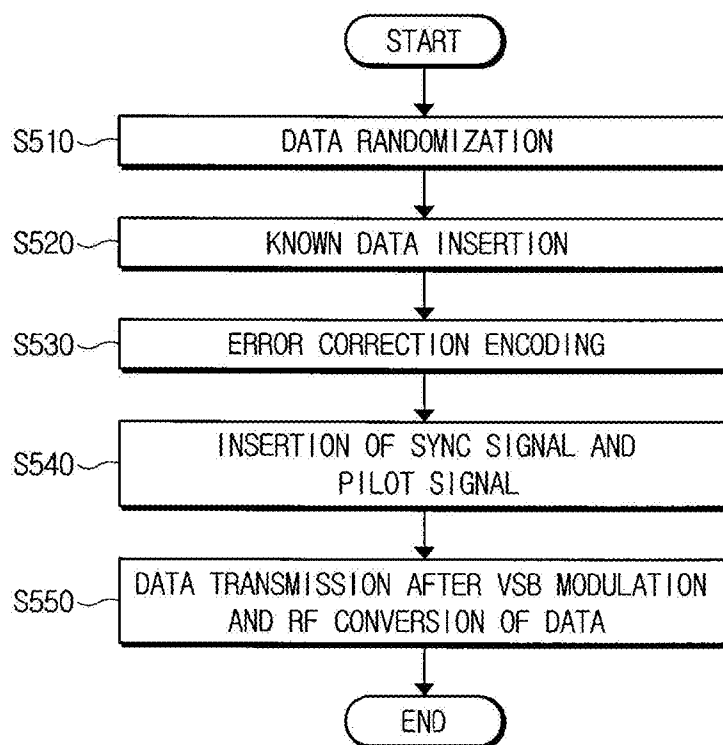 START
S510
DATA RANDOMIZATION
S520
KNOWN DATA INSERTION
S530
ERROR CORRECTION ENCODING
S540
INSERTION OF SYNC SIGNAL AND
PILOT SIGNAL
S550
DATA TRANSMISSION AFTER VSB MODULATION
AND RF CONVERSION OF DATA
END